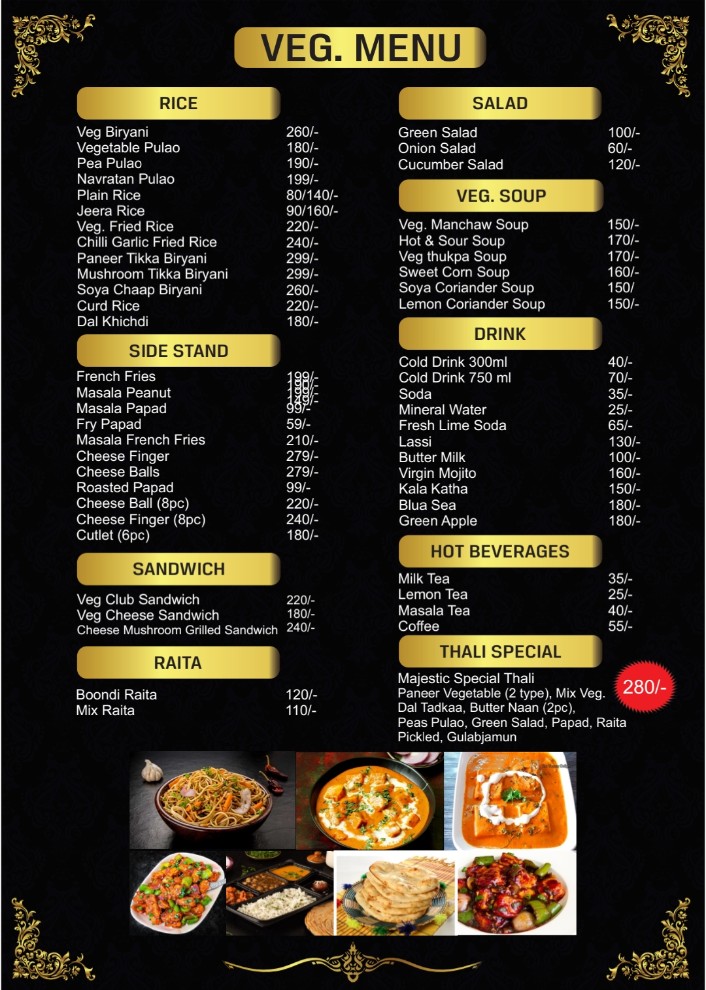 VEG. MENU
RICE
Veg Biryani 260/-
Vegetable Pulao 180/-
Pea Pulao 190/-
Navratan Pulao 199/-
Plain Rice 80/140/-
Jeera Rice 90/160/-
Veg. Fried Rice 220/-
Chilli Garlic Fried Rice 240/-
Paneer Tikka Biryani 299/-
Mushroom Tikka Biryani 299/-
Soya Chaap Biryani 260/-
Curd Rice 220/-
Dal Khichdi 180/-
SIDE STAND
French Fries 199/-
Masala Peanut
Masala Papad 99/-
Fry Papad 59/-
Masala French Fries 210/-
Cheese Finger 279/-
Cheese Balls 279/-
Roasted Papad 99/-
Cheese Ball (8pc) 220/-
Cheese Finger (8pc) 240/-
Cutlet (6pc) 180/-
SANDWICH
Veg Club Sandwich 220/-
Veg Cheese Sandwich 180/-
Cheese Mushroom Grilled Sandwich 240/-
RAITA
Boondi Raita 120/-
Mix Raita 110/-
SALAD
Green Salad 100/-
Onion Salad 60/-
Cucumber Salad 120/-
VEG. SOUP
Veg. Manchaw Soup 150/-
Hot & Sour Soup 170/-
Veg thukpa Soup 170/-
Sweet Corn Soup 160/-
Soya Coriander Soup 150/
Lemon Coriander Soup 150/-
DRINK
Cold Drink 300ml 40/-
Cold Drink 750 ml 70/-
Soda 35/-
Mineral Water 25/-
Fresh Lime Soda 65/-
Lassi 130/-
Butter Milk 100/-
Virgin Mojito 160/-
Kala Katha 150/-
Blua Sea 180/-
Green Apple 180/-
HOT BEVERAGES
Milk Tea 35/-
Lemon Tea 25/-
Masala Tea 40/-
Coffee 55/-
THALI SPECIAL
Majestic Special Thali
Paneer Vegetable (2 type), Mix Veg. 280/-
Dal Tadkaa, Butter Naan (2pc),
Peas Pulao, Green Salad, Papad, Raita
Pickled, Gulabjamun